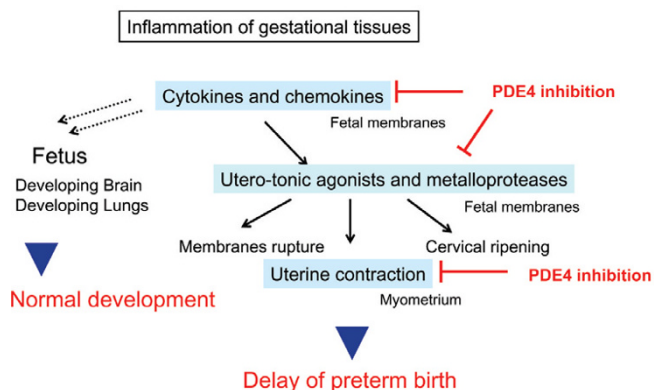 Inflammation of gestational tissues
Cytokines and chemokines
PDE4 inhibition
Fetal membranes
Fetus
Developing Brain
Developing Lungs
Utero-tonic agonists and metalloproteases
Fetal membranes
Membranes rupture
Cervical ripening
Uterine contraction
PDE4 inhibition
Myometrium
Normal development
Delay of preterm birth